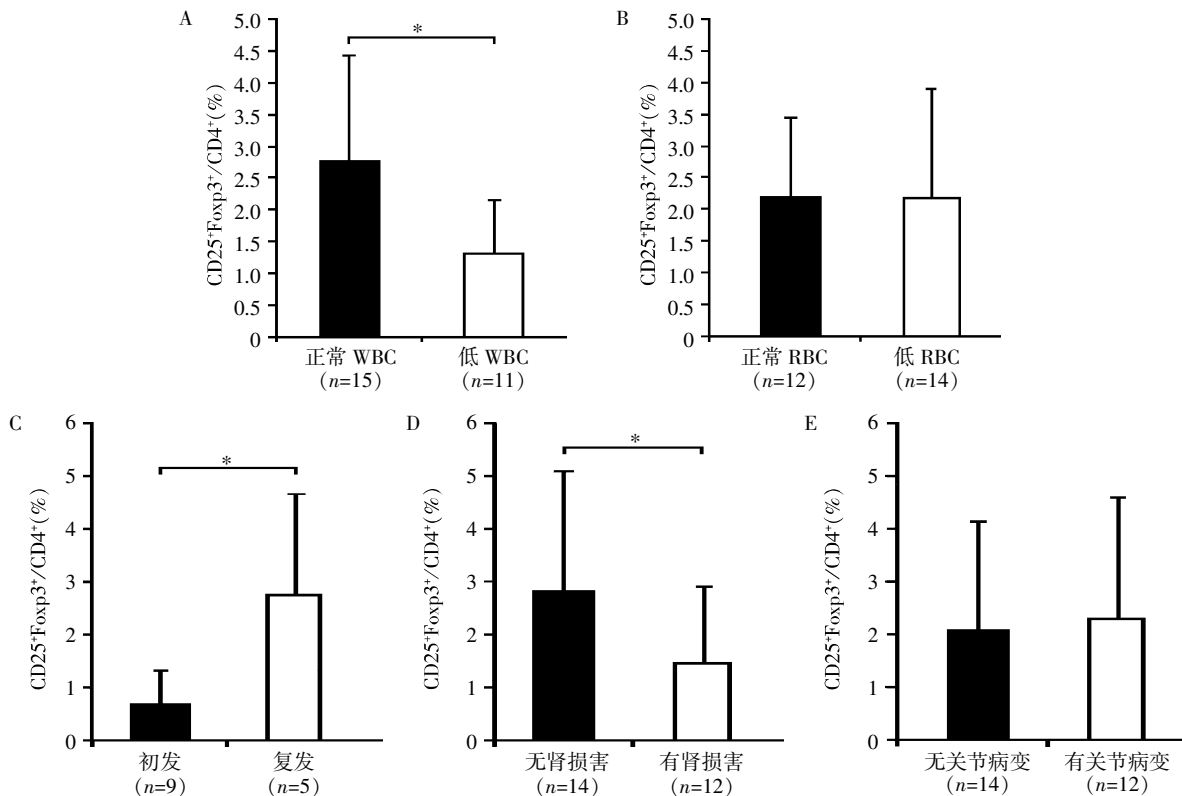 A
CD25⁺Foxp3⁺/CD4⁺(%)
5.0
4.5
4.0
3.5
3.0
2.5
2.0
1.5
1.0
0.5
0
*
正常 WBC
(n=15)
低 WBC
(n=11)
B
CD25⁺Foxp3⁺/CD4⁺(%)
5.0
4.5
4.0
3.5
3.0
2.5
2.0
1.5
1.0
0.5
0
正常 RBC
(n=12)
低 RBC
(n=14)
C
CD25⁺Foxp3⁺/CD4⁺(%)
6
5
4
3
2
1
0
*
初发
(n=9)
复发
(n=5)
D
CD25⁺Foxp3⁺/CD4⁺(%)
6
5
4
3
2
1
0
*
无肾损害
(n=14)
有肾损害
(n=12)
E
CD25⁺Foxp3⁺/CD4⁺(%)
6
5
4
3
2
1
0
无关节病变
(n=14)
有关节病变
(n=12)